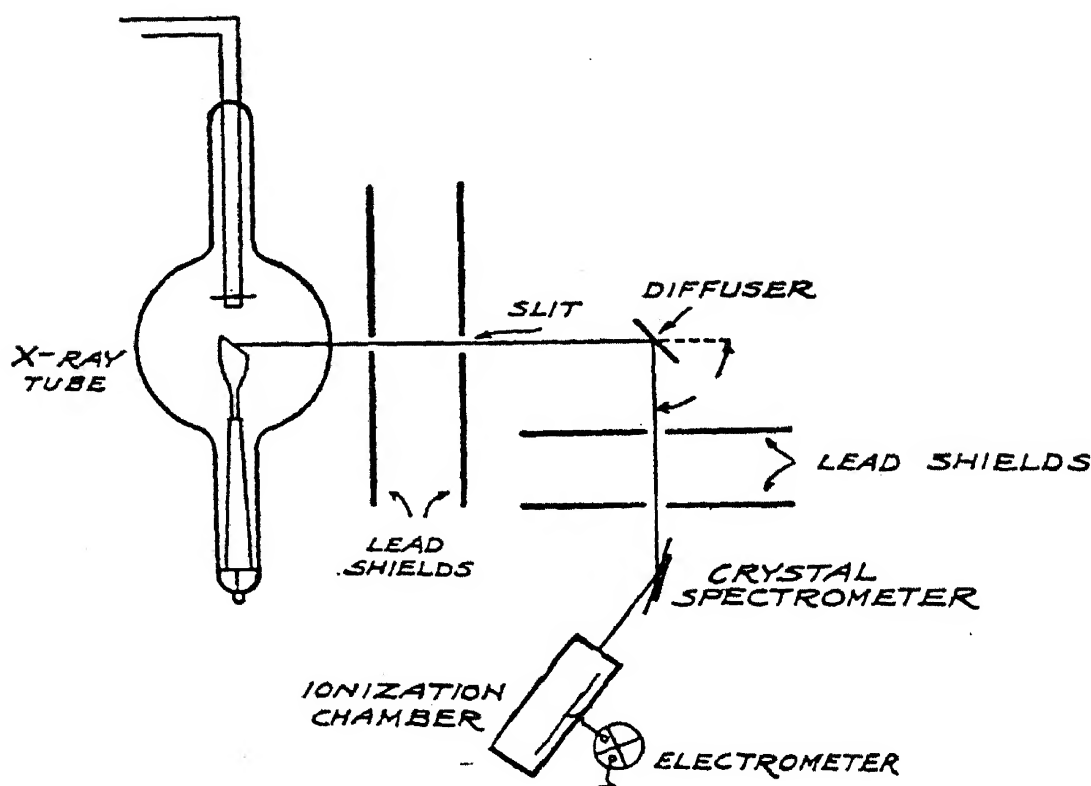 DIFFUSER
SLIT
X-RAY
TUBE
LEAD SHIELDS
LEAD
SHIELDS
CRYSTAL
SPECTROMETER
IONIZATION
CHAMBER
ELECTROMETER